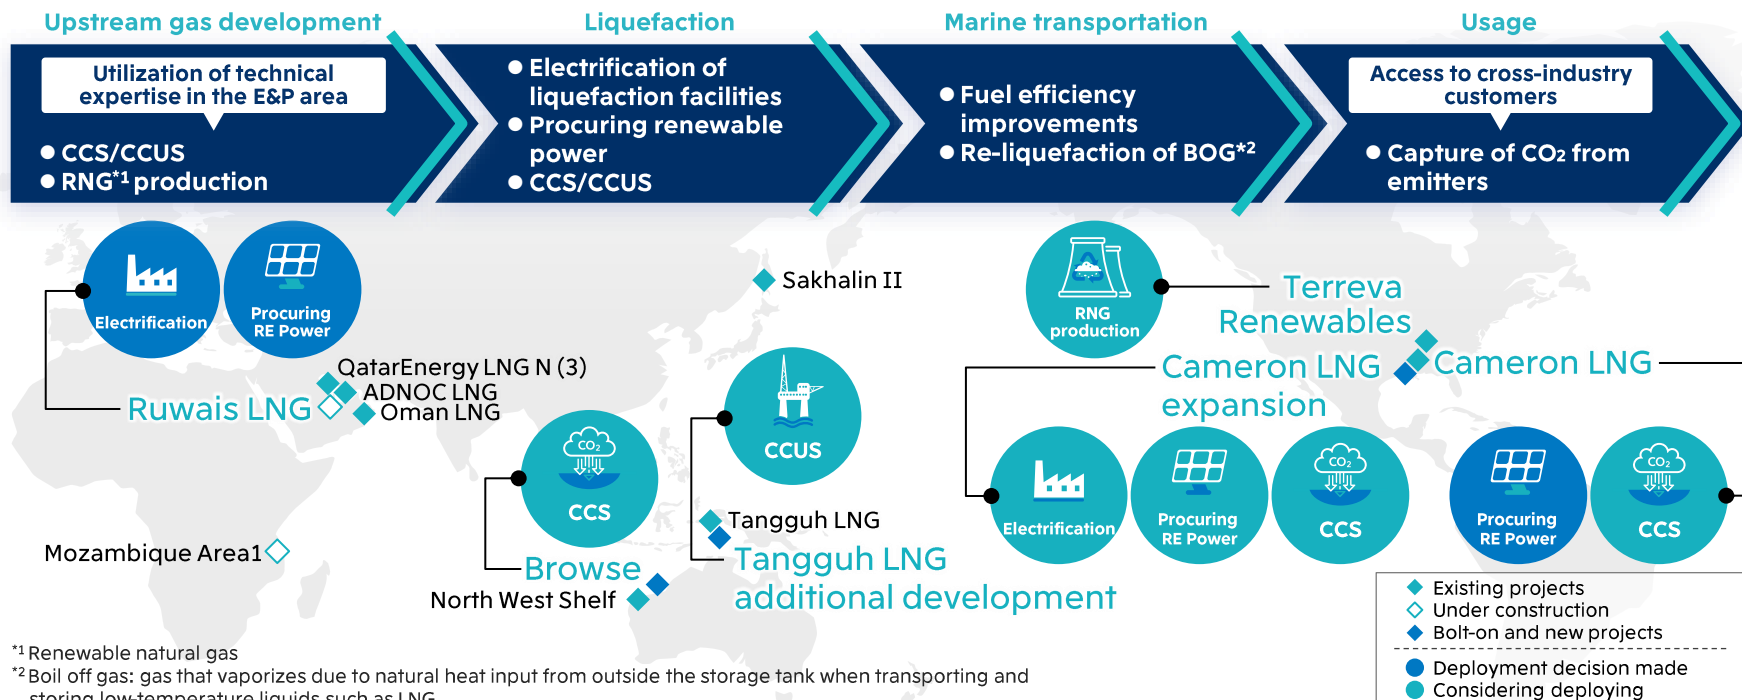 Upstream gas development
Liquefaction
Marine transportation
Usage
Utilization of technical
expertise in the E&P area
● CCS/CCUS
● RNG*1 production
● Electrification of
liquefaction facilities
● Procuring renewable
power
● CCS/CCUS
● Fuel efficiency
improvements
● Re-liquefaction of BOG*2
Access to cross-industry
customers
● Capture of CO2 from
emitters
Electrification
Procuring
RE Power
QatarEnergy LNG N (3)
ADNOC LNG
Ruwais LNG
Oman LNG
Mozambique Area1
Sakhalin II
CO2
CCS
CCUS
Browse
North West Shelf
Tangguh LNG
Tangguh LNG
additional development
RNG
production
Terreva
Renewables
Cameron LNG
expansion
Cameron LNG
Electrification
Procuring
RE Power
CO2
CCS
Procuring
RE Power
CO2
CCS
Existing projects
Under construction
Bolt-on and new projects
Deployment decision made
Considering deploying
*1 Renewable natural gas
*2 Boil off gas: gas that vaporizes due to natural heat input from outside the storage tank when transporting and
storing low-temperature liquids such as LNG